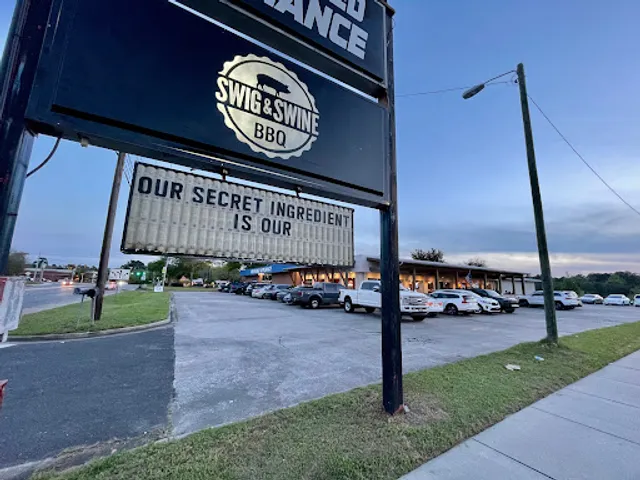 ANCE
SWIG & SWINE
BBQ
OUR SECRET INGREDIENT
IS OUR